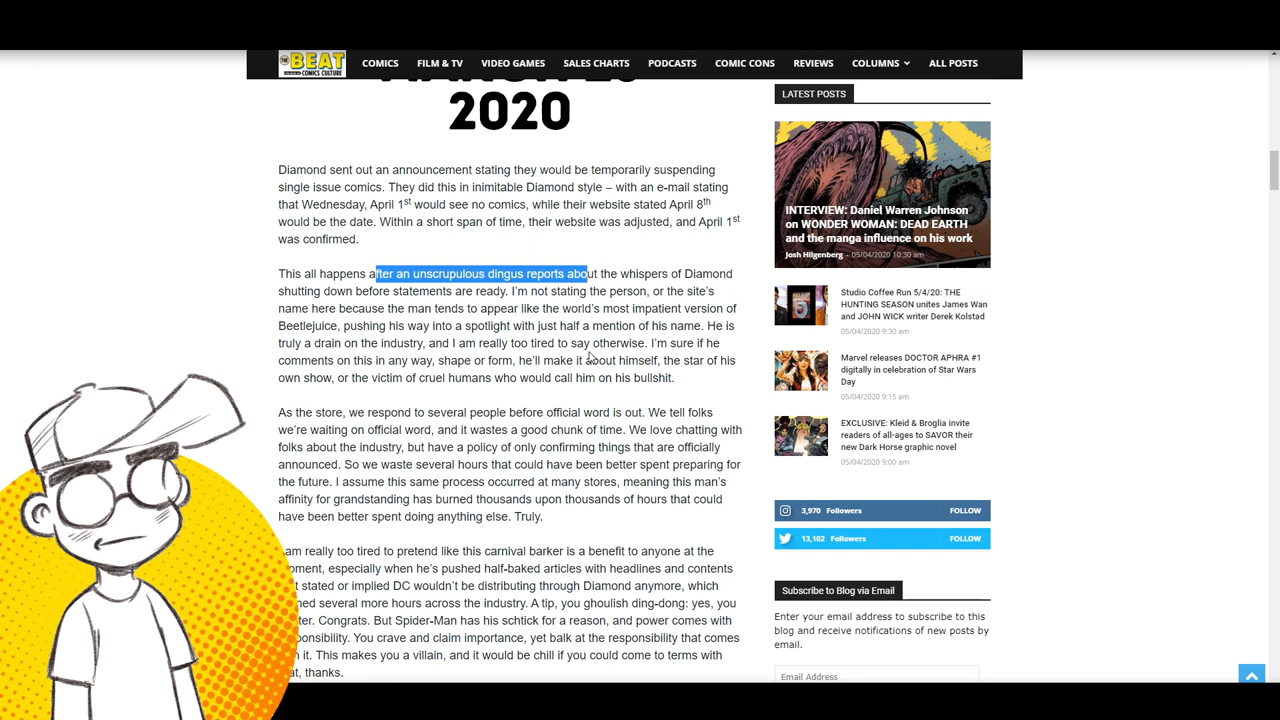 THE BEAT
COMICS CULTURE
COMICS
FILM & TV
VIDEO GAMES
SALES CHARTS
PODCASTS
COMIC CONS
REVIEWS
COLUMNS
ALL POSTS
2020
Diamond sent out an announcement stating they would be temporarily suspending
single issue comics. They did this in inimitable Diamond style – with an e-mail stating
that Wednesday, April 1st would see no comics, while their website stated April 8th
would be the date. Within a short span of time, their website was adjusted, and April 1st
was confirmed.
This all happens after an unscrupulous dingus reports about the whispers of Diamond
shutting down before statements are ready. I'm not stating the person, or the site's
name here because the man tends to appear like the world's most impatient version of
Beetlejuice, pushing his way into a spotlight with just half a mention of his name. He is
truly a drain on the industry, and I am really too tired to say otherwise. I'm sure if he
comments on this in any way, shape or form, he'll make it about himself, the star of his
own show, or the victim of cruel humans who would call him on his bullshit.
As the store, we respond to several people before official word is out. We tell folks
we're waiting on official word, and it wastes a good chunk of time. We love chatting with
folks about the industry, but have a policy of only confirming things that are officially
announced. So we waste several hours that could have been better spent preparing for
the future. I assume this same process occurred at many stores, meaning this man's
affinity for grandstanding has burned thousands upon thousands of hours that could
have been better spent doing anything else. Truly.
am really too tired to pretend like this carnival barker is a benefit to anyone at the
oment, especially when he's pushed half-baked articles with headlines and contents
t stated or implied DC wouldn't be distributing through Diamond anymore, which
ned several more hours across the industry. A tip, you ghoulish ding-dong: yes, you
ter. Congrats. But Spider-Man has his schtick for a reason, and power comes with
ponsibility. You crave and claim importance, yet balk at the responsibility that comes
it. This makes you a villain, and it would be chill if you could come to terms with
at, thanks.
LATEST POSTS
INTERVIEW: Daniel Warren Johnson
on WONDER WOMAN: DEAD EARTH
and the manga influence on his work
Josh Hilgenberg - 05/04/2020 10:30 am
Studio Coffee Run 5/4/20: THE
HUNTING SEASON unites James Wan
and JOHN WICK writer Derek Kolstad
05/04/2020 9:30 am
Marvel releases DOCTOR APHRA #1
digitally in celebration of Star Wars
Day
05/04/2020 9:15 am
EXCLUSIVE: Kleid & Broglia invite
readers of all-ages to SAVOR their
new Dark Horse graphic novel
05/04/2020 9:00 am
3,970 Followers FOLLOW
13,102 Followers FOLLOW
Subscribe to Blog via Email
Enter your email address to subscribe to this
blog and receive notifications of new posts by
email.
Email Address